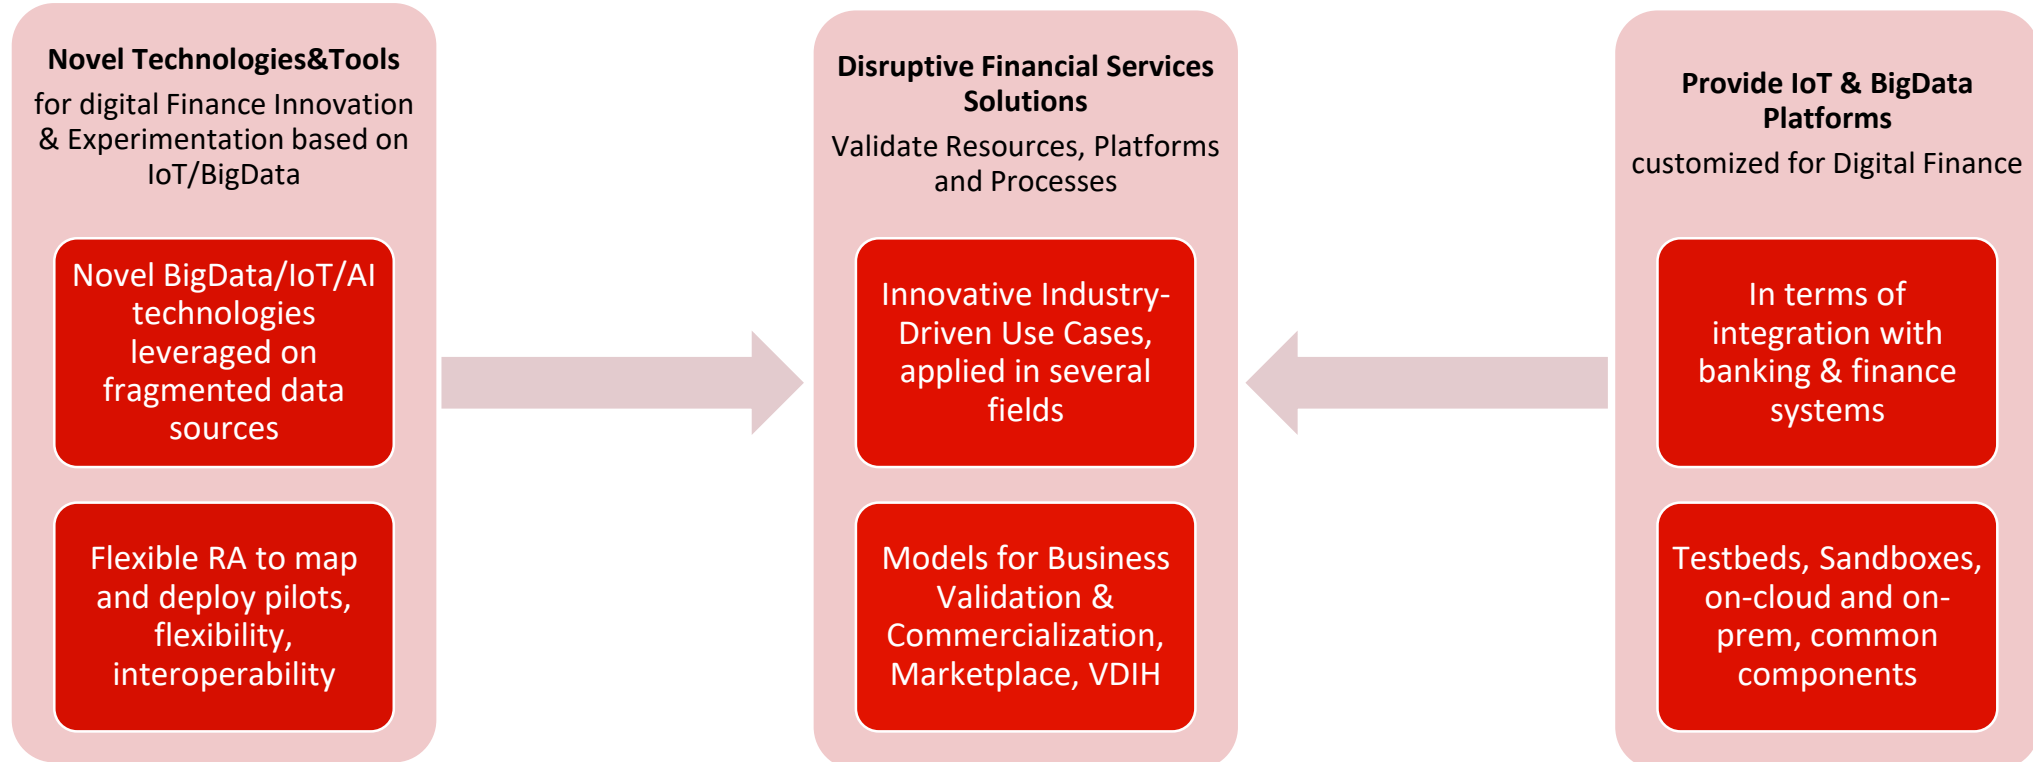 Novel Technologies&Tools
for digital Finance Innovation
& Experimentation based on
IoT/BigData
Novel BigData/IoT/AI
technologies
leveraged on
fragmented data
sources
Flexible RA to map
and deploy pilots,
flexibility,
interoperability
Disruptive Financial Services
Solutions
Validate Resources, Platforms
and Processes
Innovative Industry-
Driven Use Cases,
applied in several
fields
Models for Business
Validation &
Commercialization,
Marketplace, VDIH
Provide IoT & BigData
Platforms
customized for Digital Finance
In terms of
integration with
banking & finance
systems
Testbeds, Sandboxes,
on-cloud and on-
prem, common
components